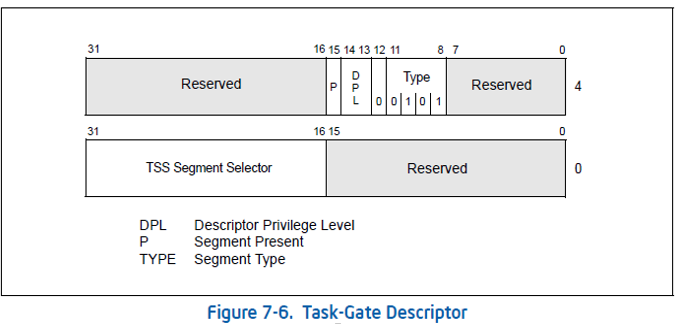 31 16 15 14 13 12 11 8 7 0
Reserved P D P L 0 Type 0 1 0 1 Reserved 4
31 16 15 0
TSS Segment Selector Reserved 0
DPL Descriptor Privilege Level
P Segment Present
TYPE Segment Type
Figure 7-6. Task-Gate Descriptor